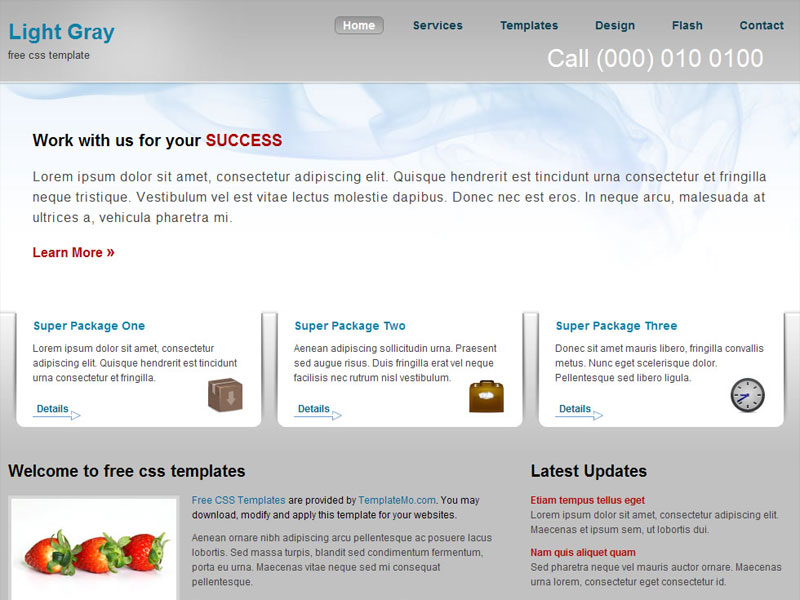 Light Gray
free css template
Home Services Templates Design Flash Contact
Call (000) 010 0100
Work with us for your SUCCESS
Lorem ipsum dolor sit amet, consectetur adipiscing elit. Quisque hendrerit est tincidunt urna consectetur et fringilla
neque tristique. Vestibulum vel est vitae lectus molestie dapibus. Donec nec est eros. In neque arcu, malesuada at
ultrices a, vehicula pharetra mi.
Learn More »
Super Package One
Lorem ipsum dolor sit amet, consectetur
adipiscing elit. Quisque hendrerit est tincidunt
urna consectetur et fringilla.
Details
Super Package Two
Aenean adipiscing sollicitudin urna. Praesent
sed augue risus. Duis fringilla erat vel neque
facilisis nec rutrum nisl vestibulum.
Details
Super Package Three
Donec sit amet mauris libero, fringilla convallis
metus. Nunc eget scelerisque dolor.
Pellentesque sed libero ligula.
Details
Welcome to free css templates
Free CSS Templates are provided by TemplateMo.com. You may
download, modify and apply this template for your websites.
Aenean ornare nibh adipiscing arcu pellentesque ac posuere lacus
lobortis. Sed massa turpis, blandit sed condimentum fermentum,
porta eu urna. Maecenas vitae neque sed mi consequat
pellentesque.
Latest Updates
Etiam tempus tellus eget
Lorem ipsum dolor sit amet, consectetur adipiscing elit.
Maecenas et ipsum sem, ut lobortis dui.
Nam quis aliquet quam
Sed pharetra neque vel mauris auctor ornare. Maecenas
urna lorem, consectetur eget consectetur id.